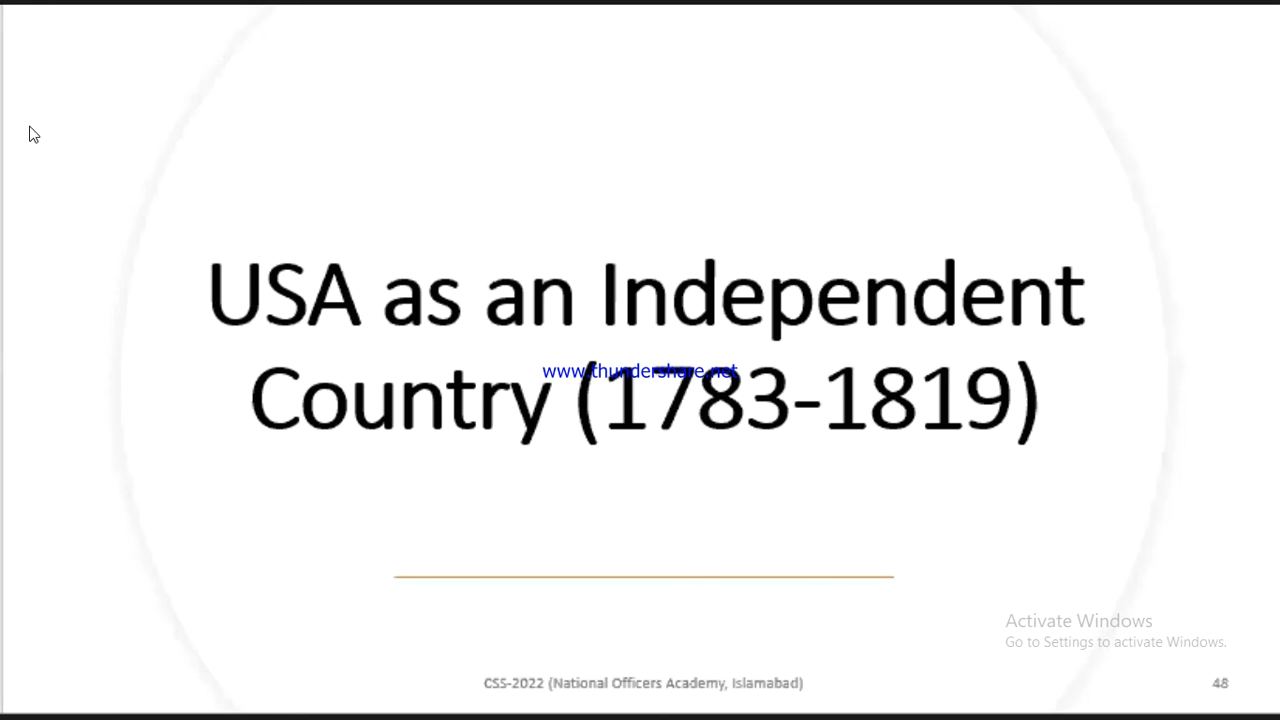 USA as an Independent
www.thundershare.net
Country (1783-1819)
Activate Windows
Go to Settings to activate Windows.
CSS-2022 (National Officers Academy, Islamabad)
48